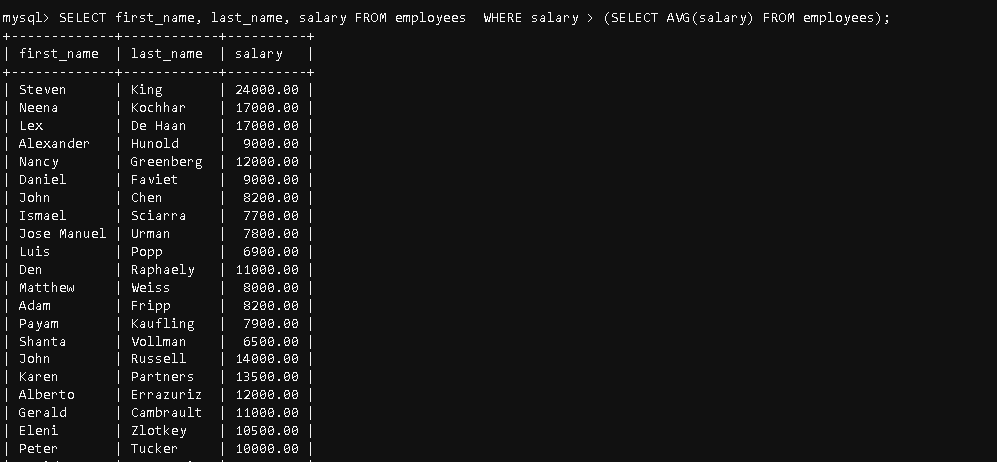 mysql> SELECT first_name, last_name, salary FROM employees  WHERE salary > (SELECT AVG(salary) FROM employees);
+-------------+------------+----------+
| first_name  | last_name  | salary   |
+-------------+------------+----------+
| Steven      | King       | 24000.00 |
| Neena       | Kochhar    | 17000.00 |
| Lex         | De Haan    | 17000.00 |
| Alexander   | Hunold     |  9000.00 |
| Nancy       | Greenberg  | 12000.00 |
| Daniel      | Faviet     |  9000.00 |
| John        | Chen       |  8200.00 |
| Ismael      | Sciarra    |  7700.00 |
| Jose Manuel | Urman      |  7800.00 |
| Luis        | Popp       |  6900.00 |
| Den         | Raphaely   | 11000.00 |
| Matthew     | Weiss      |  8000.00 |
| Adam        | Fripp      |  8200.00 |
| Payam       | Kaufling   |  7900.00 |
| Shanta      | Vollman    |  6500.00 |
| John        | Russell    | 14000.00 |
| Karen       | Partners   | 13500.00 |
| Alberto     | Errazuriz  | 12000.00 |
| Gerald      | Cambrault  | 11000.00 |
| Eleni       | Zlotkey    | 10500.00 |
| Peter       | Tucker     | 10000.00 |